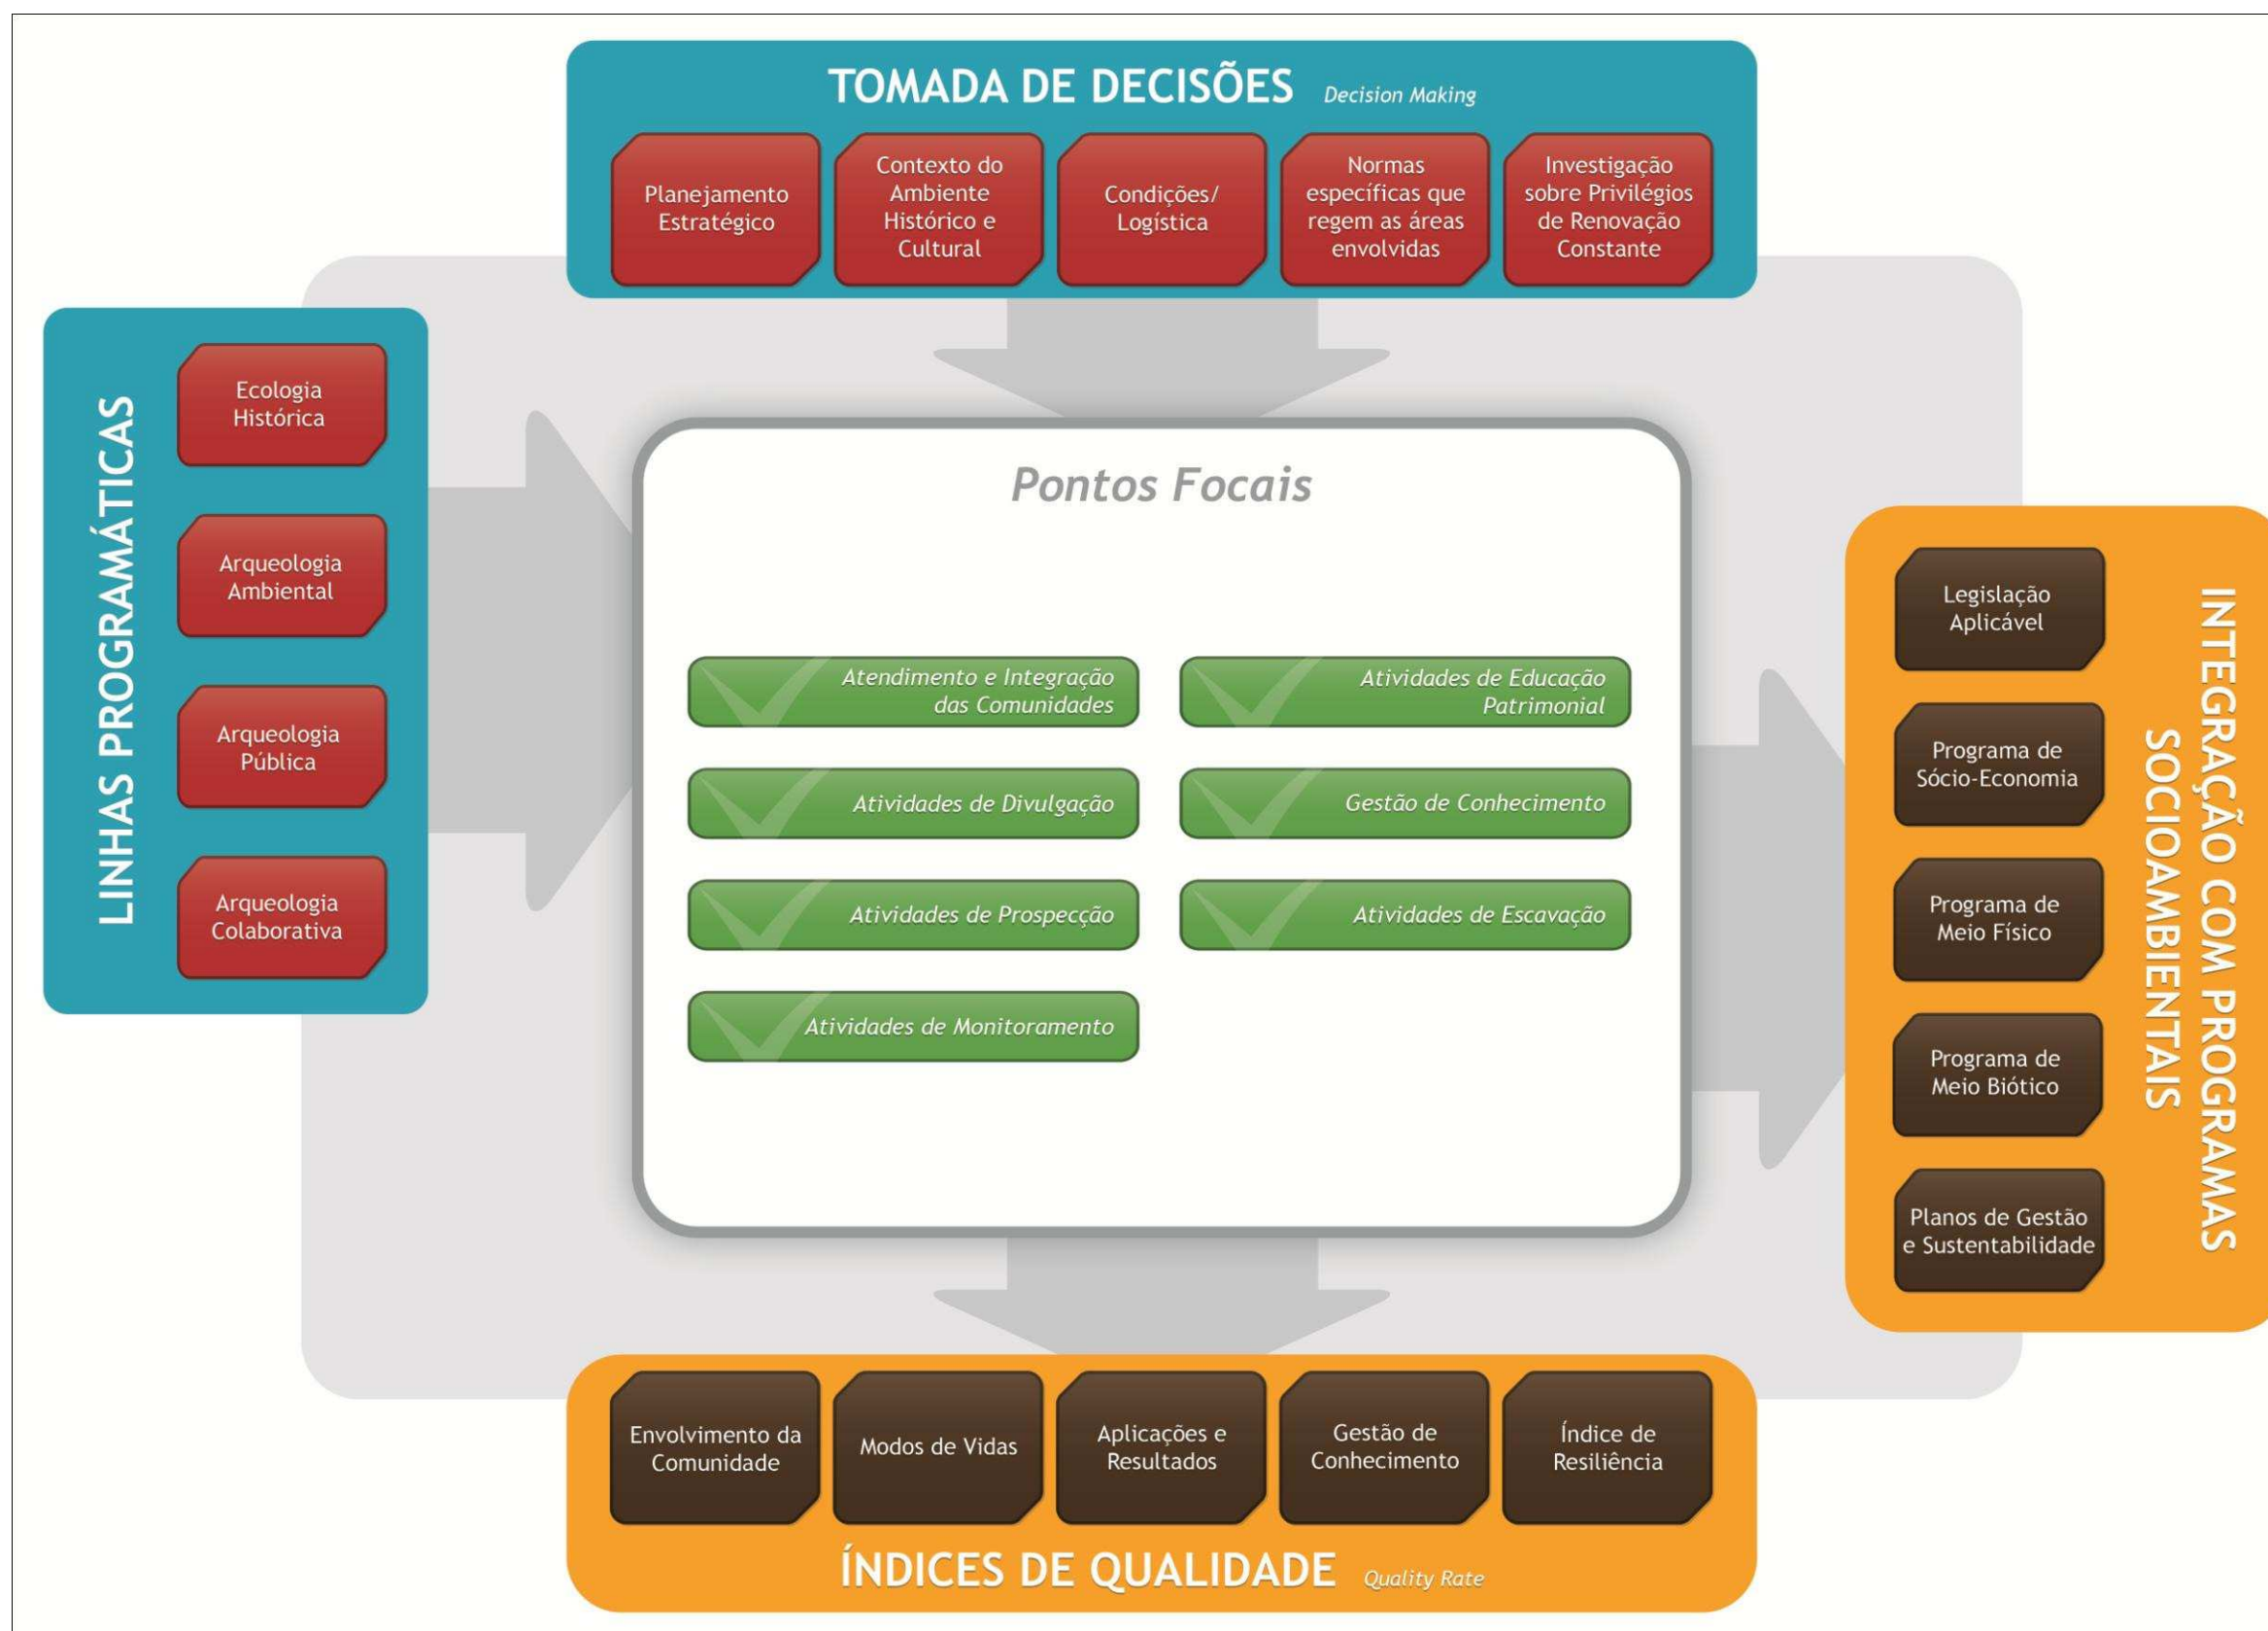 TOMADA DE DECISÕES Decision Making
Planejamento
Estratégico
Contexto do
Ambiente
Histórico e
Cultural
Condições/
Logística
Normas
específicas que
regem as áreas
envolvidas
Investigação
sobre Privilégios
de Renovação
Constante
LINHAS PROGRAMÁTICAS
Ecologia
Histórica
Arqueologia
Ambiental
Arqueologia
Pública
Arqueologia
Colaborativa
Pontos Focais
Atendimento e Integração
das Comunidades
Atividades de Educação
Patrimonial
Atividades de Divulgação
Gestão de Conhecimento
Atividades de Prospecção
Atividades de Escavação
Atividades de Monitoramento
INTEGRAÇÃO COM PROGRAMAS
SOCIOAMBIENTAIS
Legislação
Aplicável
Programa de
Sócio-Economia
Programa de
Meio Físico
Programa de
Meio Biótico
Planos de Gestão
e Sustentabilidade
Envolvimento da
Comunidade
Modos de Vidas
Aplicações e
Resultados
Gestão de
Conhecimento
Índice de
Resiliência
ÍNDICES DE QUALIDADE Quality Rate